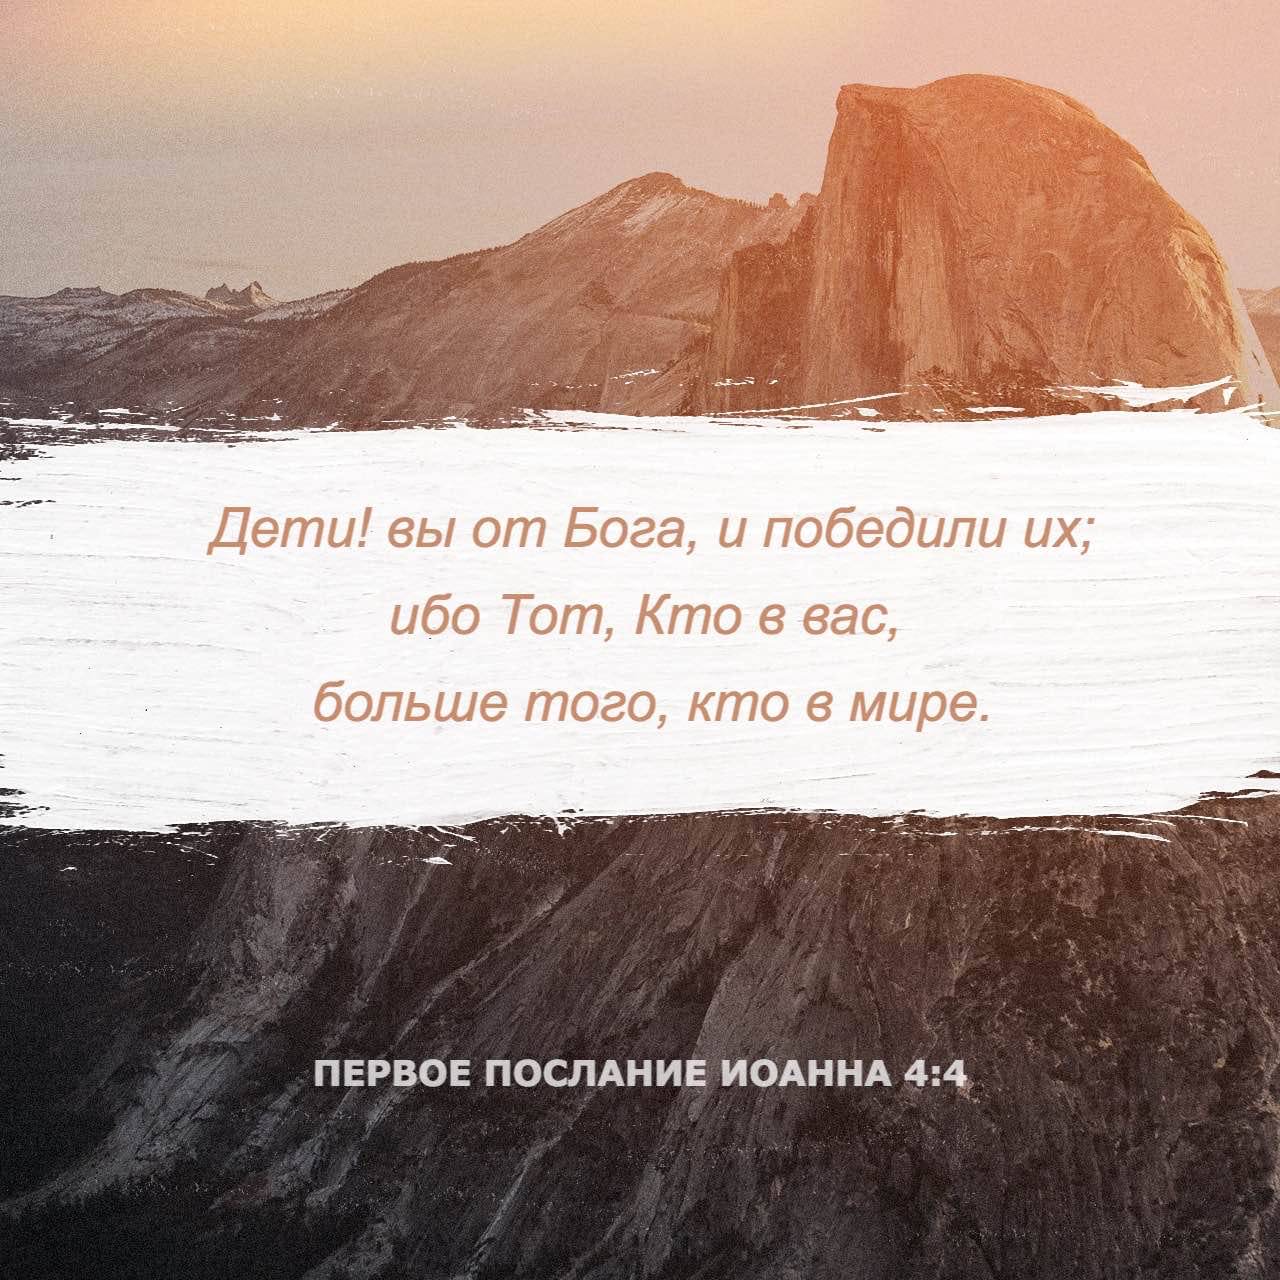 Дети! вы от Бога, и победили их;
ибо Тот, Кто в вас,
больше того, кто в мире.
ПЕРВОЕ ПОСЛАНИЕ ИОАННА 4:4